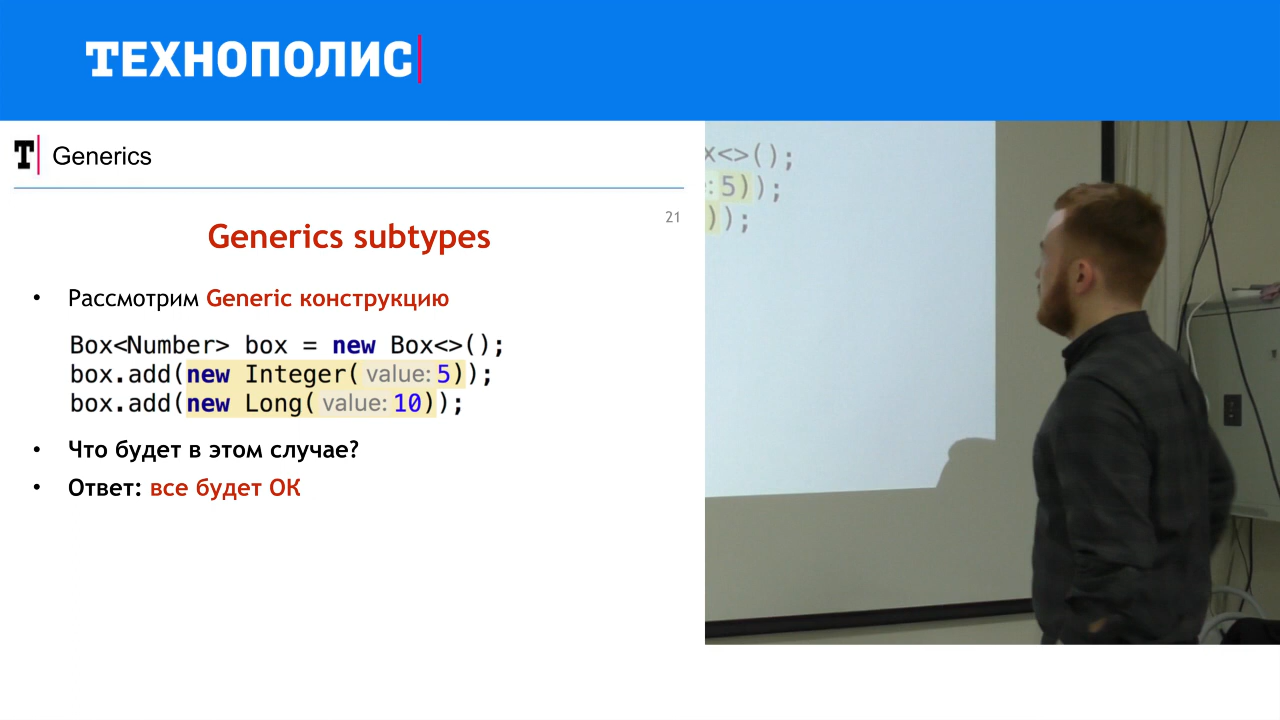 ТЕХНОПОЛИС
T Generics
21
Generics subtypes
• Рассмотрим Generic конструкцию
Box<Number> box = new Box<>();
box.add(new Integer( value: 5));
box.add(new Long( value: 10));
• Что будет в этом случае?
• Ответ: все будет ОК
x<>();
: 5));
));